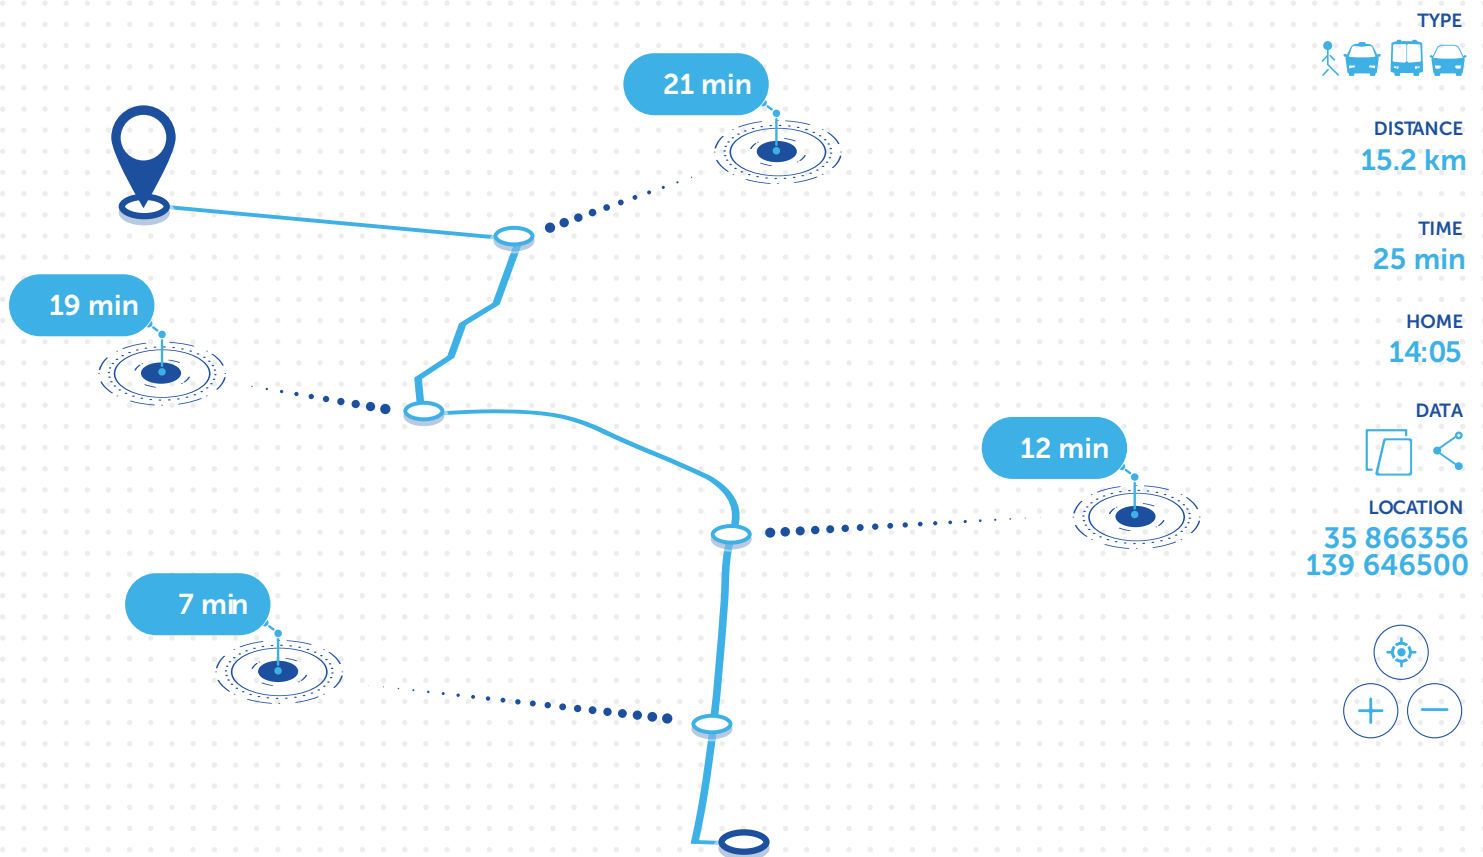 21 min
19 min
12 min
7 min
TYPE
DISTANCE
15.2 km
TIME
25 min
HOME
14:05
DATA
LOCATION
35 866356
139 646500